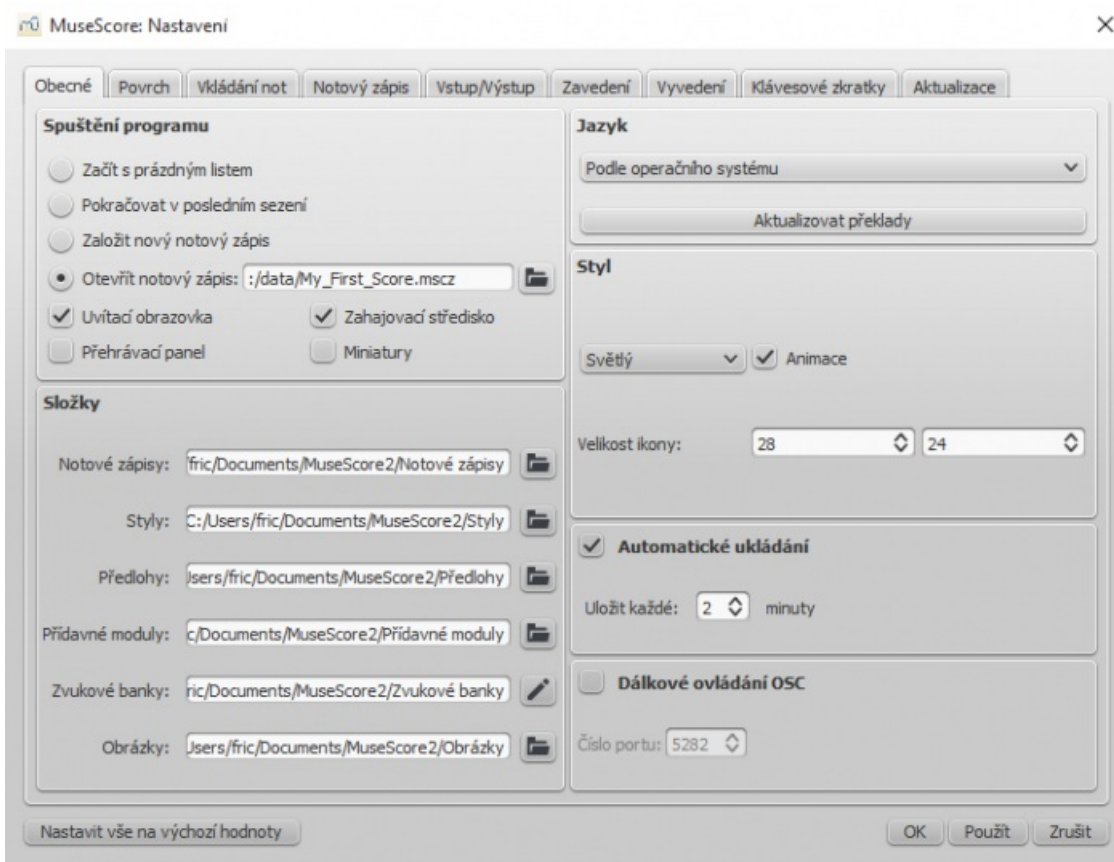 MuseScore: Nastavení
Obecné Povrch Vkládání not Notový zápis Vstup/Výstup Zavedení Vyvedení Klávesové zkratky Aktualizace
Spuštění programu
Začít s prázdným listem
Pokračovat v posledním sezení
Založit nový notový zápis
Otevřít notový zápis: :/data/My_First_Score.mscz
Uvítací obrazovka Zahajovací středisko
Přehrávací panel Miniatury
Složky
Notové zápisy: fric/Documents/MuseScore2/Notové zápisy
Styly: C:/Users/fric/Documents/MuseScore2/Styly
Předlohy: Jsers/fric/Documents/MuseScore2/Předlohy
Přídavné moduly: c/Documents/MuseScore2/Přídavné moduly
Zvukové banky: ric/Documents/MuseScore2/Zvukové banky
Obrázky: Jsers/fric/Documents/MuseScore2/Obrázky
Jazyk
Podle operačního systému
Aktualizovat překlady
Styl
Světlý Animace
Velikost ikony: 28 24
Automatické ukládání
Uložit každé: 2 minuty
Dálkové ovládání OSC
Číslo portu: 5282
Nastavit vše na výchozí hodnoty OK Použít Zrušit